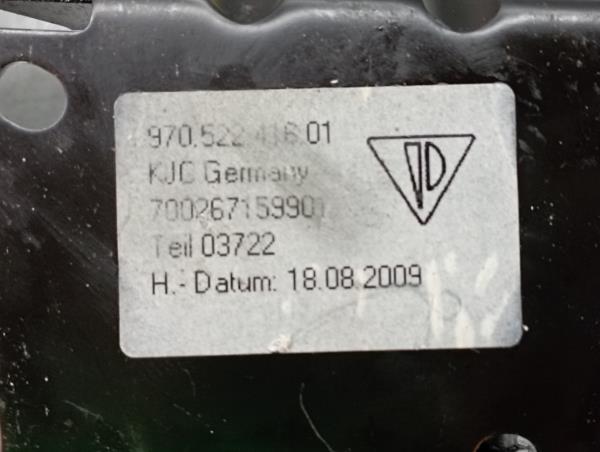 970.522.416.01
KJC Germany
700267159901
Teil 03722
H.- Datum: 18.08.2009